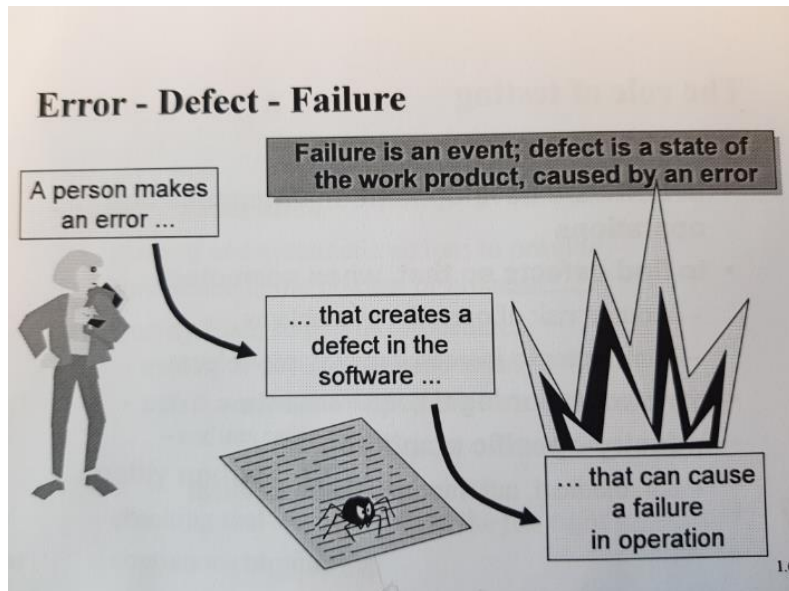 Error - Defect - Failure
Failure is an event; defect is a state of
the work product, caused by an error
A person makes
an error ...
... that creates a
defect in the
software ...
... that can cause
a failure
in operation